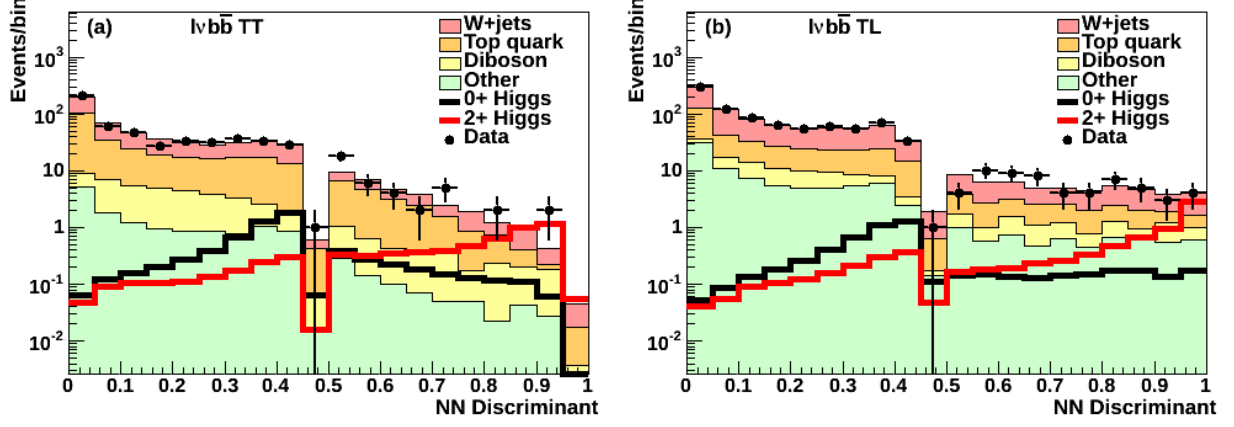 Events/bin
(a)
lνbb̅ TT
W+jets
Top quark
Diboson
Other
0+ Higgs
2+ Higgs
Data
10³
10²
10
1
10⁻¹
10⁻²
0 0.1 0.2 0.3 0.4 0.5 0.6 0.7 0.8 0.9 1
NN Discriminant
Events/bin
(b)
lνbb̅ TL
W+jets
Top quark
Diboson
Other
0+ Higgs
2+ Higgs
Data
10³
10²
10
1
10⁻¹
10⁻²
0 0.1 0.2 0.3 0.4 0.5 0.6 0.7 0.8 0.9 1
NN Discriminant